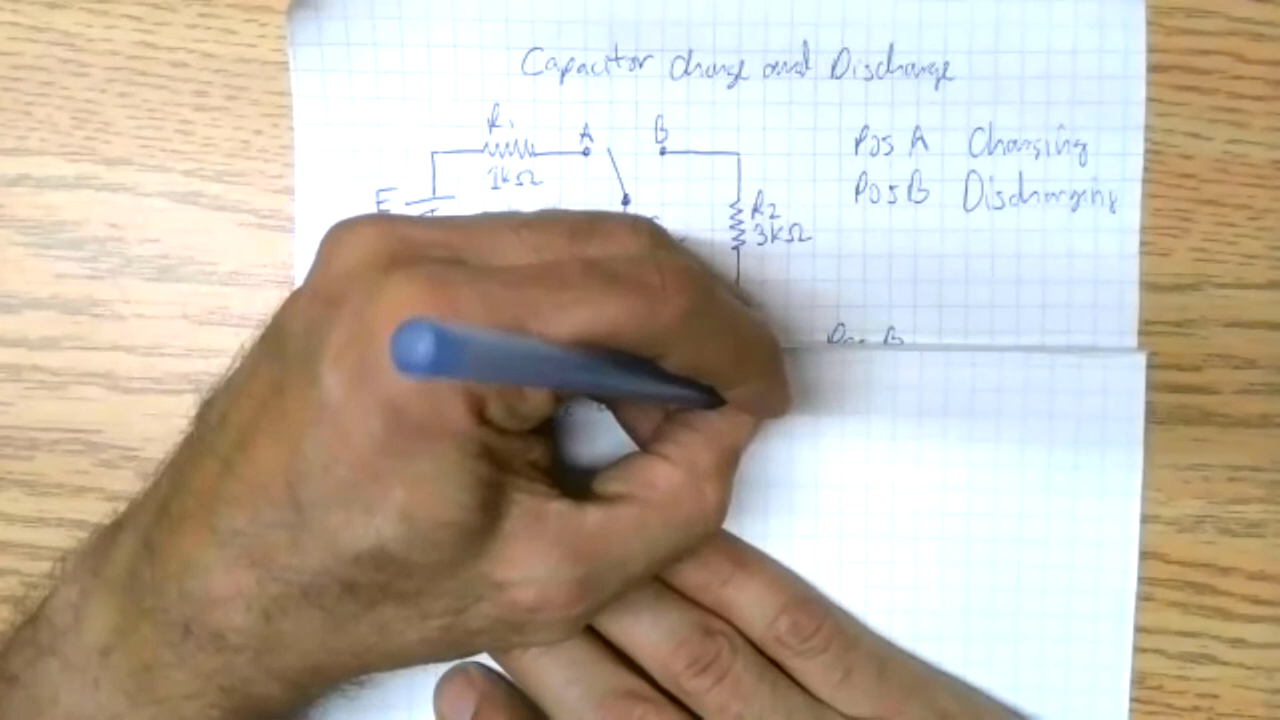 Capacitor Charge and Discharge
R1 A B
1kΩ
Pos A Charging
Pos B Discharging
E
R2
3kΩ